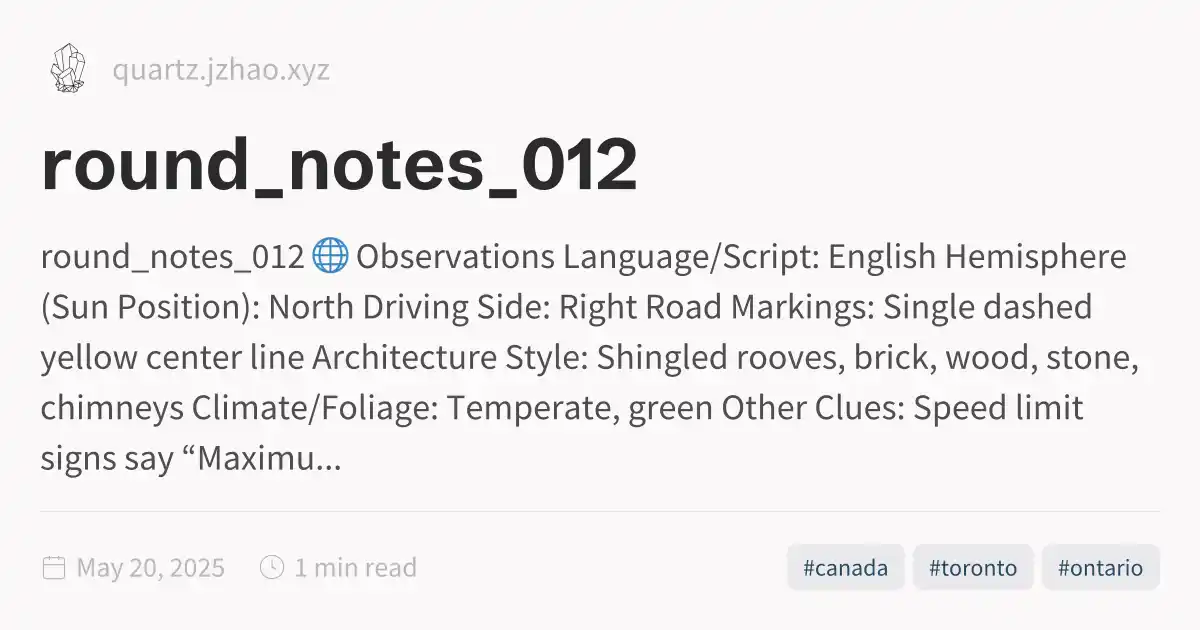 quartz.jzhao.xyz
round_notes_012
round_notes_012 🌐 Observations Language/Script: English Hemisphere
(Sun Position): North Driving Side: Right Road Markings: Single dashed
yellow center line Architecture Style: Shingled rooves, brick, wood, stone,
chimneys Climate/Foliage: Temperate, green Other Clues: Speed limit
signs say “Maximu...
May 20, 2025 1 min read #canada #toronto #ontario